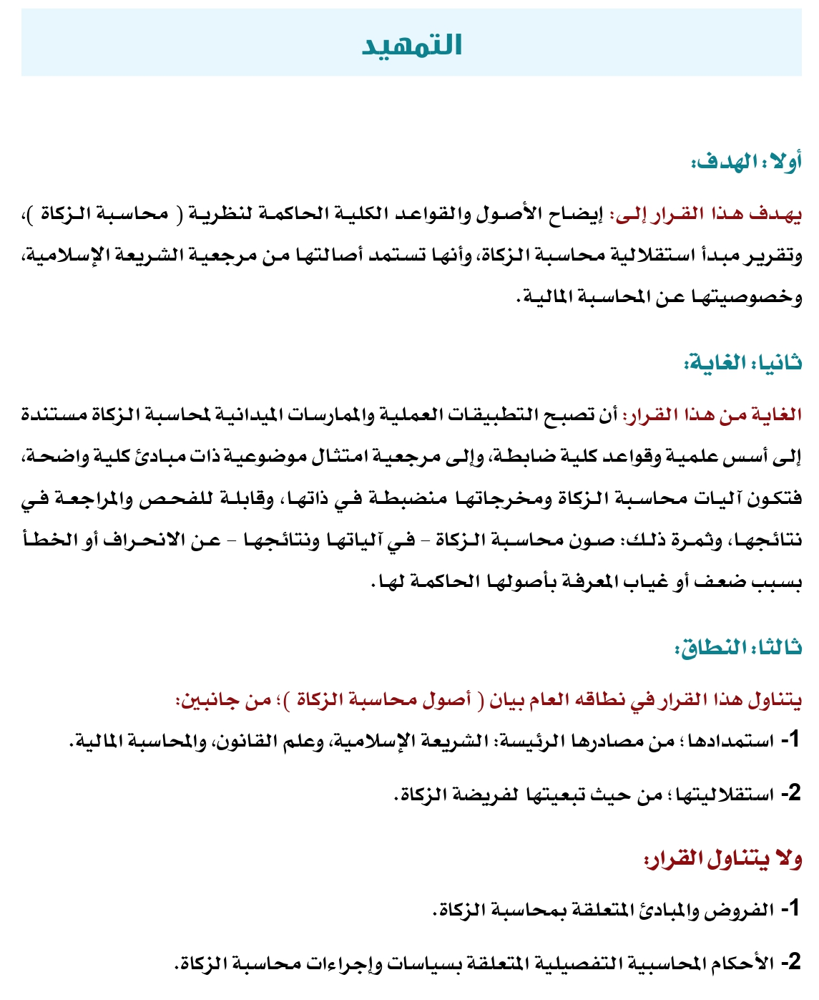 التمهيد
أولا: الهدف:
يهدف هذا القرار إلى: إيضاح الأصول والقواعد الكلية الحاكمة لنظرية ( محاسبة الزكاة )،
وتقرير مبدأ استقلالية محاسبة الزكاة، وأنها تستمد أصالتها من مرجعية الشريعة الإسلامية،
وخصوصيتها عن المحاسبة المالية.
ثانيا: الغاية:
الغاية من هذا القرار: أن تصبح التطبيقات العملية والممارسات الميدانية لمحاسبة الزكاة مستندة
إلى أسس علمية وقواعد كلية ضابطة، وإلى مرجعية امتثال موضوعية ذات مبادئ كلية واضحة،
فتكون آليات محاسبة الزكاة ومخرجاتها منضبطة في ذاتها، وقابلة للفحص والمراجعة في
نتائجها، وثمرة ذلك: صون محاسبة الزكاة – في آلياتها ونتائجها – عن الانحراف أو الخطأ
بسبب ضعف أو غياب المعرفة بأصولها الحاكمة لها.
ثالثا: النطاق:
يتناول هذا القرار في نطاقه العام بيان ( أصول محاسبة الزكاة )؛ من جانبين:
1- استمدادها؛ من مصادرها الرئيسة: الشريعة الإسلامية، وعلم القانون، والمحاسبة المالية.
2- استقلاليتها؛ من حيث تبعيتها لفريضة الزكاة.
ولا يتناول القرار:
1- الفروض والمبادئ المتعلقة بمحاسبة الزكاة.
2- الأحكام المحاسبية التفصيلية المتعلقة بسياسات وإجراءات محاسبة الزكاة.